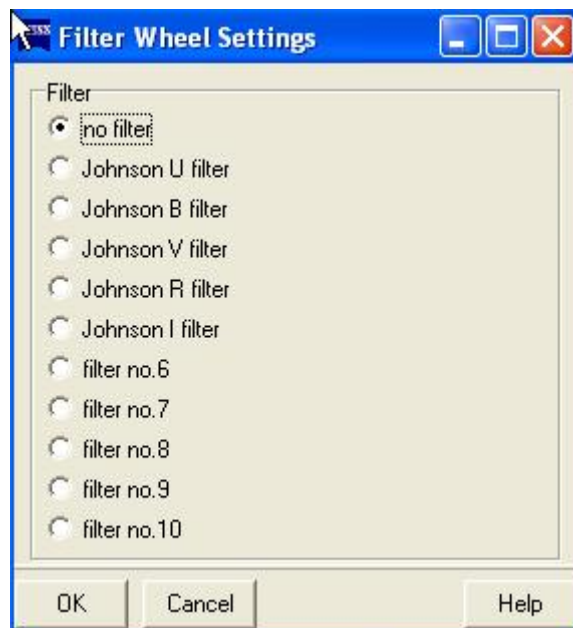 Filter Wheel Settings
Filter
no filter
Johnson U filter
Johnson B filter
Johnson V filter
Johnson R filter
Johnson I filter
filter no.6
filter no.7
filter no.8
filter no.9
filter no.10
OK Cancel Help